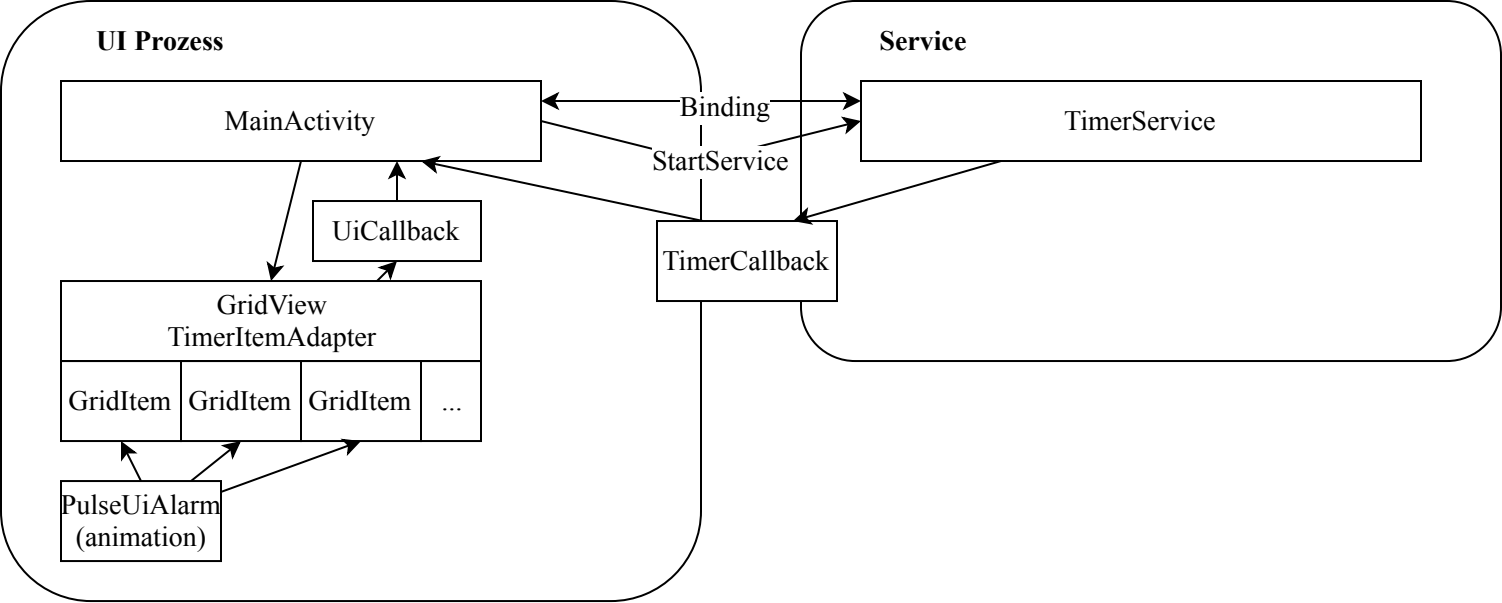 UI Prozess
Service
MainActivity
Binding
TimerService
StartService
UiCallback
TimerCallback
GridView
TimerItemAdapter
GridItem GridItem GridItem ...
PulseUiAlarm
(animation)